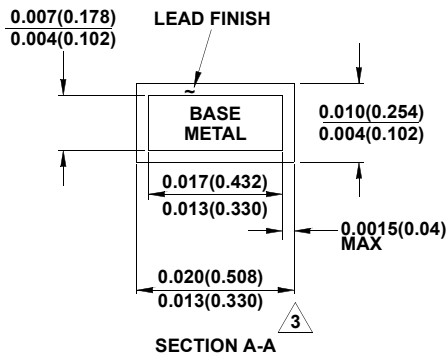 0.007(0.178)
0.004(0.102)
LEAD FINISH
~
BASE
METAL
0.010(0.254)
0.004(0.102)
0.017(0.432)
0.013(0.330)
0.0015(0.04)
MAX
0.020(0.508)
0.013(0.330)
3
SECTION A-A